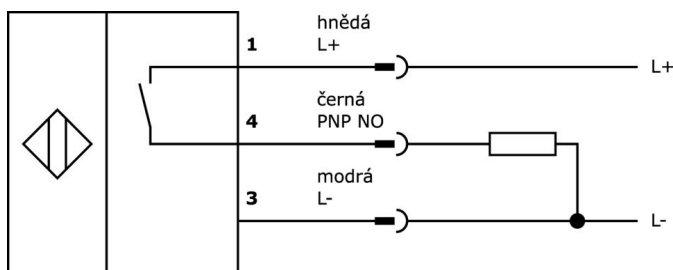 hnědá
1 L+
L+
černá
4 PNP NO
modrá
3 L-
L-